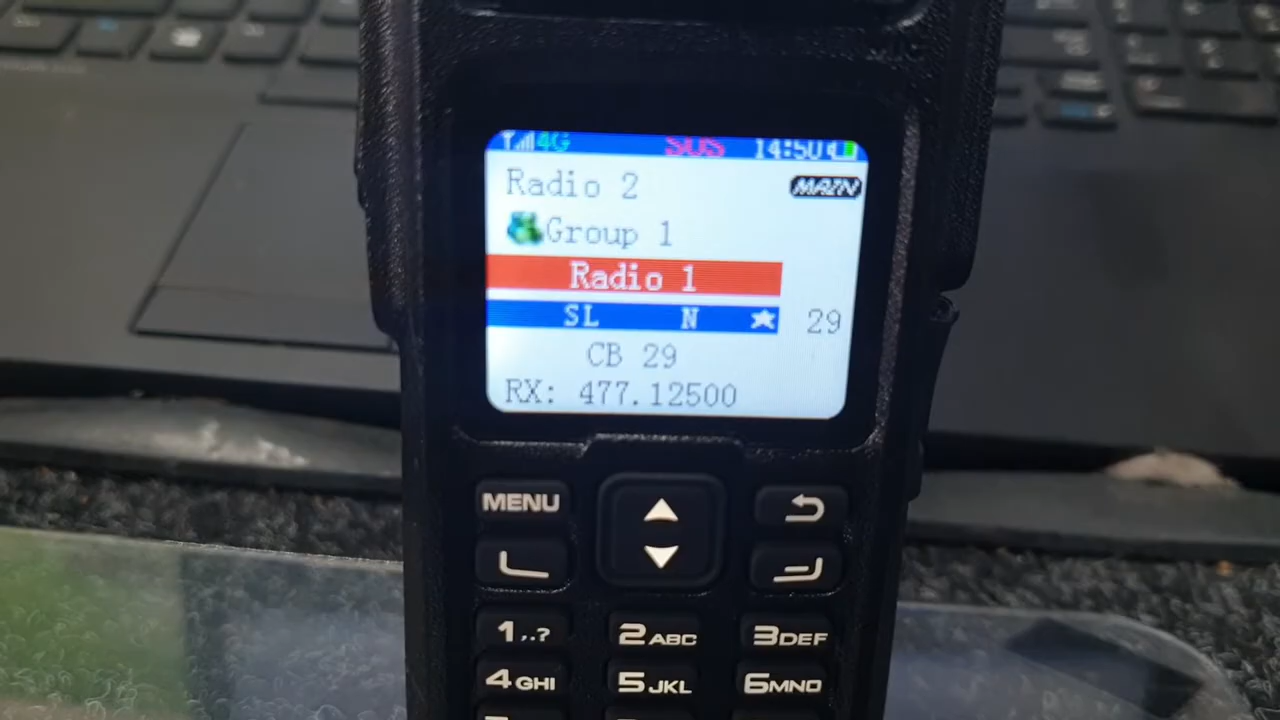 4G SOS 14:50
Radio 2 MAIN
Group 1
Radio 1
SL N 29
CB 29
RX: 477.12500
MENU
1,.?
2ABC
3DEF
4GHI
5JKL
6MNO